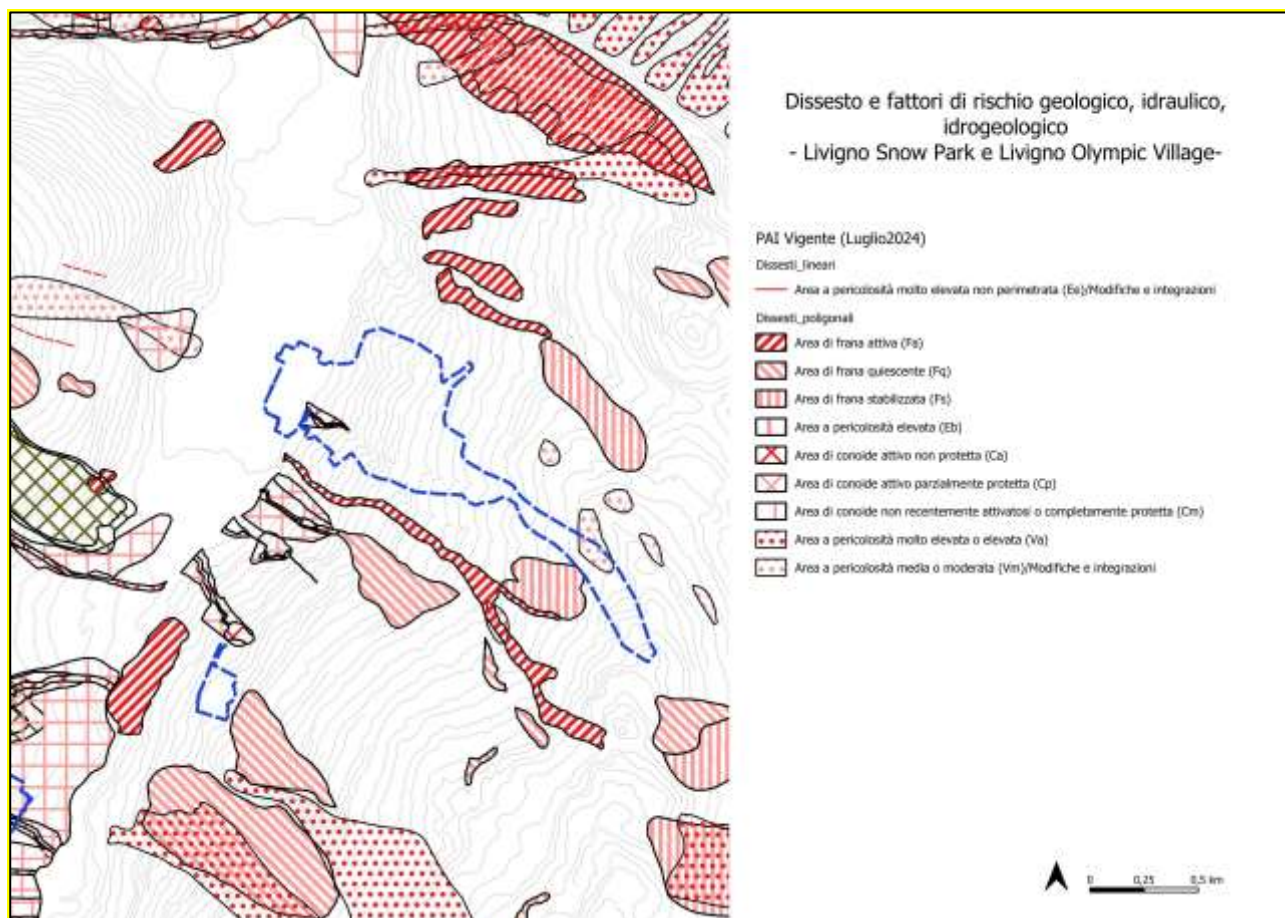 Dissesto e fattori di rischio geologico, idraulico,
idrogeologico
- Livigno Snow Park e Livigno Olympic Village-
PAI Vigente (Luglio2024)
Dissesti_lineari
Area a pericolosità molto elevata non perimetrata (Ee)/Modifiche e integrazioni
Dissesti_poligonali
Area di frana attiva (Fa)
Area di frana quiescente (Fq)
Area di frana stabilizzata (Fs)
Area a pericolosità elevata (Eb)
Area di conoide attivo non protetta (Ca)
Area di conoide attivo parzialmente protetta (Cp)
Area di conoide non recentemente attivatosi o completamente protetta (Cm)
Area a pericolosità molto elevata o elevata (Va)
Area a pericolosità media o moderata (Vm)/Modifiche e integrazioni
0 0,25 0,5 km